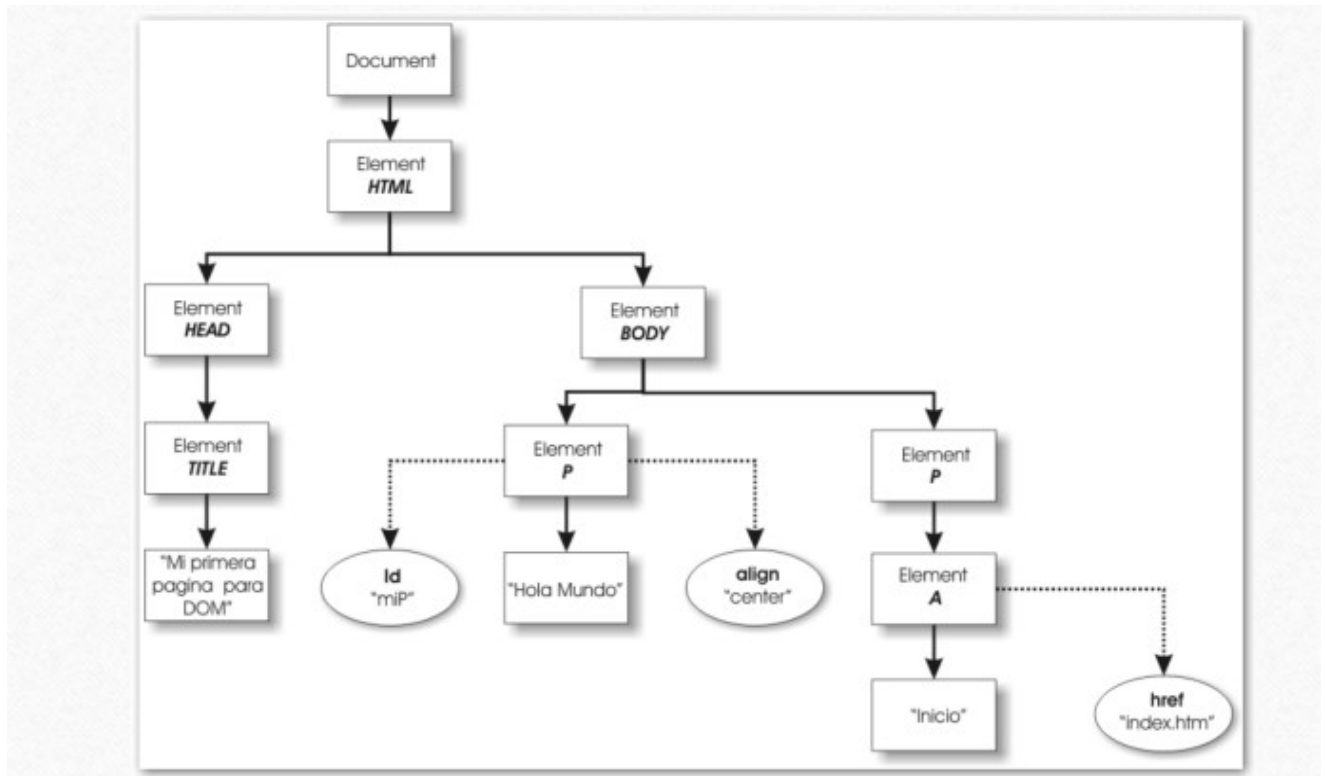 Document
Element
HTML
Element
HEAD
Element
BODY
Element
TITLE
Element
P
Element
P
"Mi primera
pagina para
DOM"
Id
"miP"
"Hola Mundo"
align
"center"
Element
A
"Inicio"
href
"index.htm"